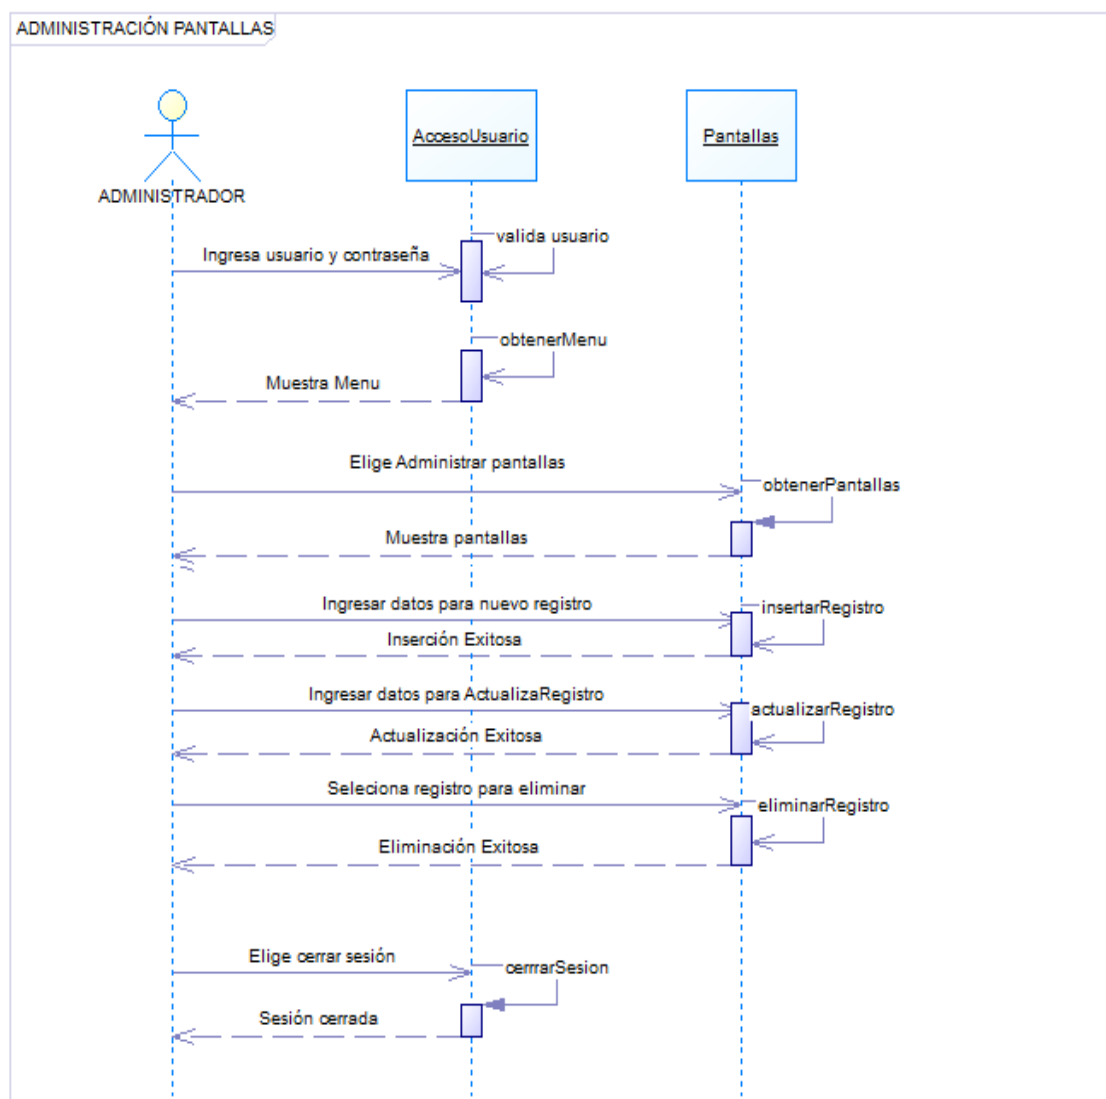 ADMINISTRACIÓN PANTALLAS
AccesoUsuario
Pantallas
ADMINISTRADOR
valida usuario
Ingresa usuario y contraseña
obtenerMenu
Muestra Menu
Elige Administrar pantallas
obtenerPantallas
Muestra pantallas
Ingresar datos para nuevo registro
insertarRegistro
Inserción Exitosa
Ingresar datos para ActualizaRegistro
actualizarRegistro
Actualización Exitosa
Seleciona registro para eliminar
eliminarRegistro
Eliminación Exitosa
Elige cerrar sesión
cerrrarSesion
Sesión cerrada